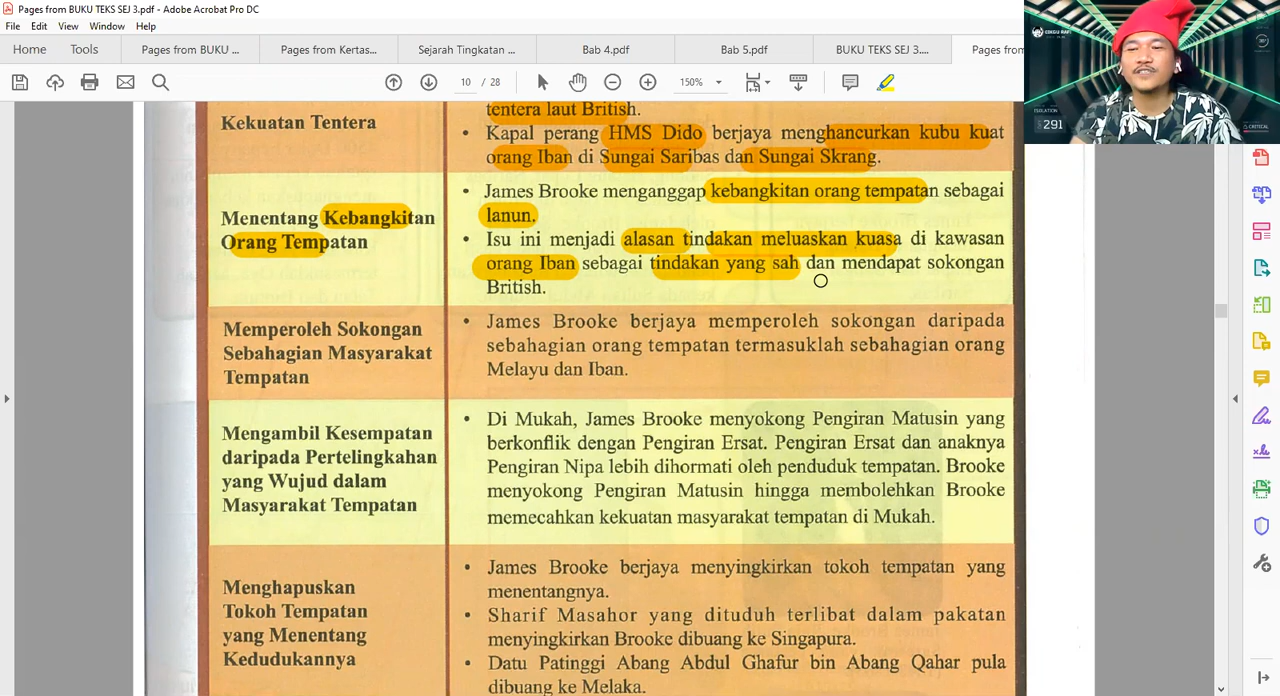 Pages from BUKU TEKS SEJ 3.pdf - Adobe Acrobat Pro DC
File Edit View Window Help
Home Tools Pages from BUKU ... Pages from Kertas... Sejarah Tingkatan ... Bab 4.pdf Bab 5.pdf BUKU TEKS SEJ 3.... Pages from
10 / 28 150%
CIKGU RAFI
291
CRITICAL
Kekuatan Tentera
tentera laut British.
• Kapal perang HMS Dido berjaya menghancurkan kubu kuat
orang Iban di Sungai Saribas dan Sungai Skrang.
Menentang Kebangkitan
Orang Tempatan
• James Brooke menganggap kebangkitan orang tempatan sebagai
lanun.
• Isu ini menjadi alasan tindakan meluaskan kuasa di kawasan
orang Iban sebagai tindakan yang sah dan mendapat sokongan
British.
Memperoleh Sokongan
Sebahagian Masyarakat
Tempatan
• James Brooke berjaya memperoleh sokongan daripada
sebahagian orang tempatan termasuklah sebahagian orang
Melayu dan Iban.
Mengambil Kesempatan
daripada Pertelingkahan
yang Wujud dalam
Masyarakat Tempatan
• Di Mukah, James Brooke menyokong Pengiran Matusin yang
berkonflik dengan Pengiran Ersat. Pengiran Ersat dan anaknya
Pengiran Nipa lebih dihormati oleh penduduk tempatan. Brooke
menyokong Pengiran Matusin hingga membolehkan Brooke
memecahkan kekuatan masyarakat tempatan di Mukah.
Menghapuskan
Tokoh Tempatan
yang Menentang
Kedudukannya
• James Brooke berjaya menyingkirkan tokoh tempatan yang
menentangnya.
• Sharif Masahor yang dituduh terlibat dalam pakatan
menyingkirkan Brooke dibuang ke Singapura.
• Datu Patinggi Abang Abdul Ghafur bin Abang Qahar pula
dibuang ke Melaka.